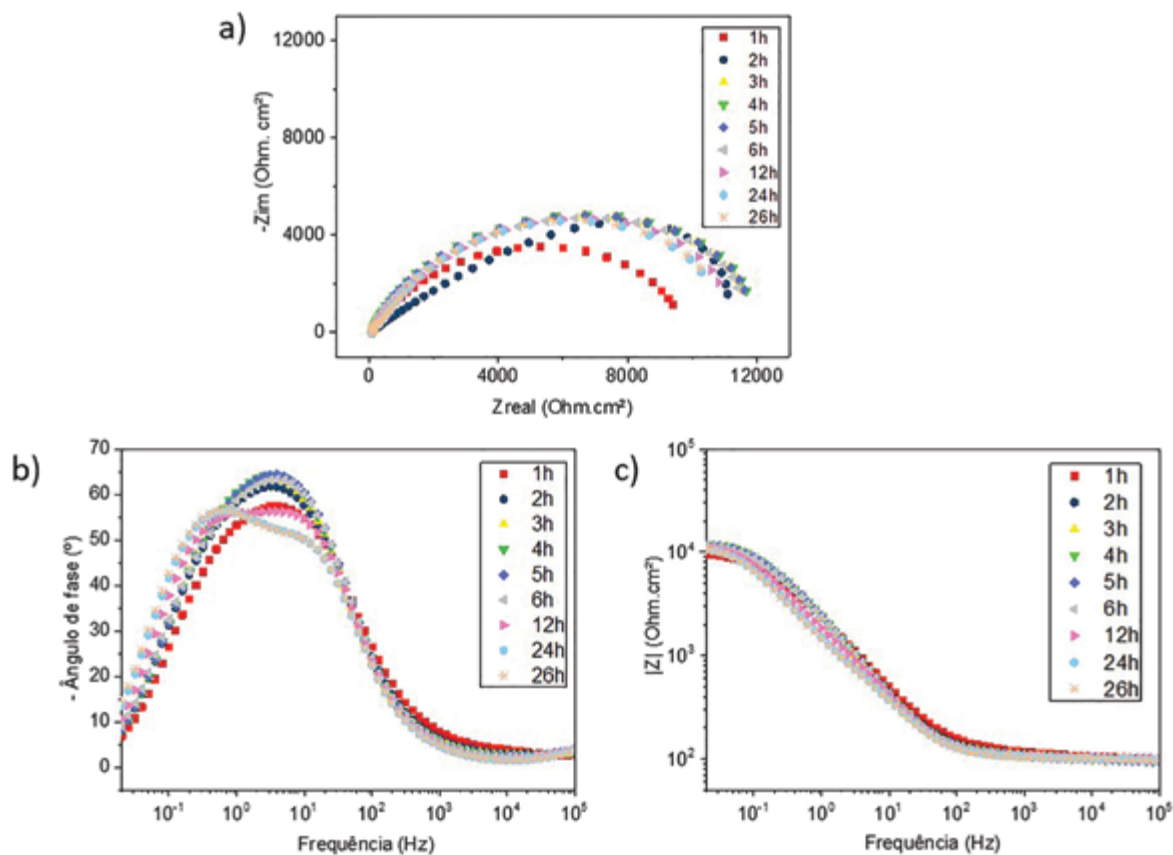 a)
12000
8000
4000
0
-Zim (Ohm. cm²)
0 4000 8000 12000
Zreal (Ohm.cm²)
1h
2h
3h
4h
5h
6h
12h
24h
26h
b)
70
60
50
40
30
20
10
0
- Ângulo de fase (º)
10⁻¹ 10⁰ 10¹ 10² 10³ 10⁴ 10⁵
Frequência (Hz)
1h
2h
3h
4h
5h
6h
12h
24h
26h
c)
10⁵
10⁴
10³
10²
|Z| (Ohm.cm²)
10⁻¹ 10⁰ 10¹ 10² 10³ 10⁴ 10⁵
Frequência (Hz)
1h
2h
3h
4h
5h
6h
12h
24h
26h